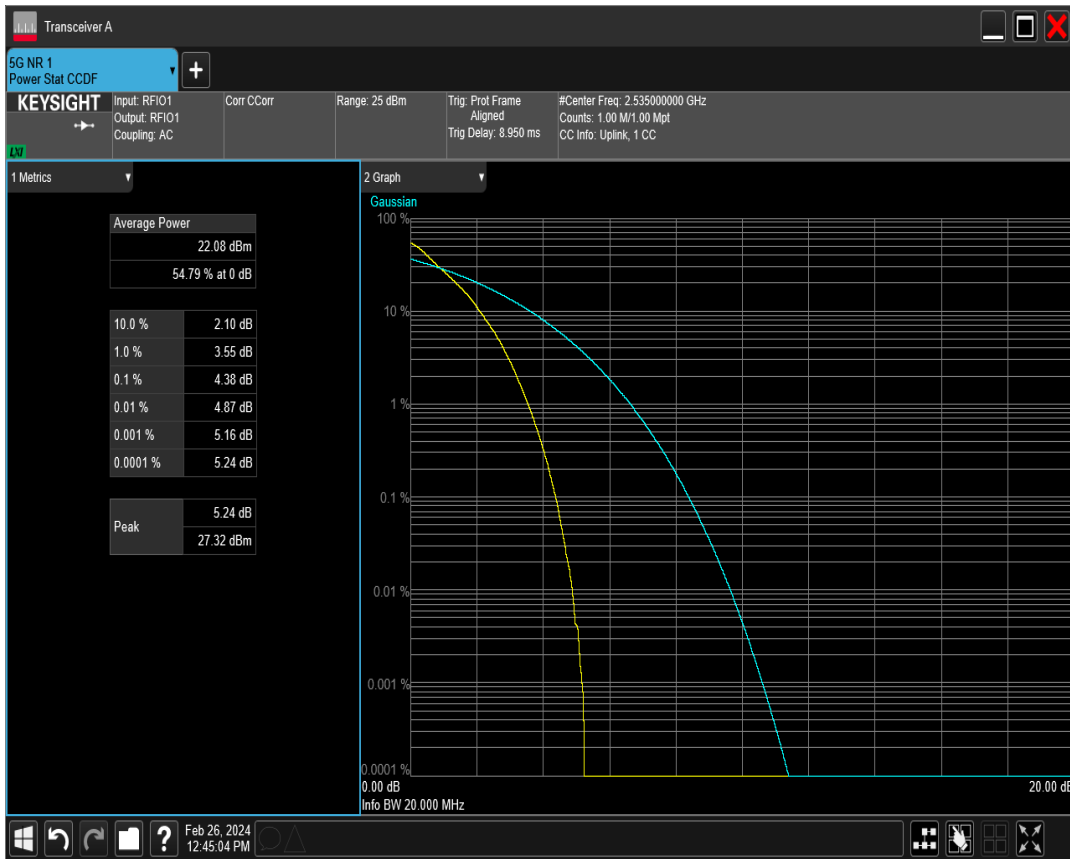 Transceiver A
5G NR 1
Power Stat CCDF
KEYSIGHT
LXI
Input: RFIO1
Output: RFIO1
Coupling: AC
Corr CCorr
Range: 25 dBm
Trig: Prot Frame
Aligned
Trig Delay: 8.950 ms
#Center Freq: 2.535000000 GHz
Counts: 1.00 M/1.00 Mpt
CC Info: Uplink, 1 CC
1 Metrics
Average Power
22.08 dBm
54.79 % at 0 dB
10.0 % 2.10 dB
1.0 % 3.55 dB
0.1 % 4.38 dB
0.01 % 4.87 dB
0.001 % 5.16 dB
0.0001 % 5.24 dB
Peak
5.24 dB
27.32 dBm
2 Graph
Gaussian
100 %
10 %
1 %
0.1 %
0.01 %
0.001 %
0.0001 %
0.00 dB 20.00 dB
Info BW 20.000 MHz
Feb 26, 2024
12:45:04 PM